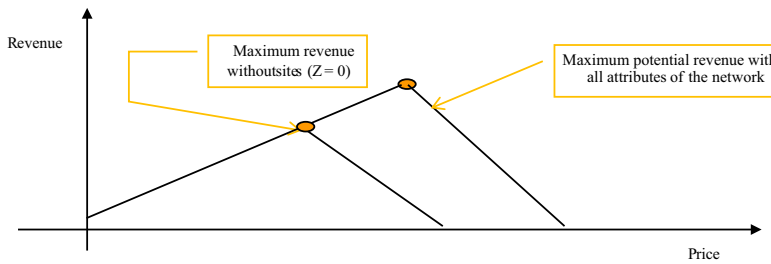 Revenue
Maximum revenue
withoutsites (Z = 0)
Maximum potential revenue with
all attributes of the network
Price